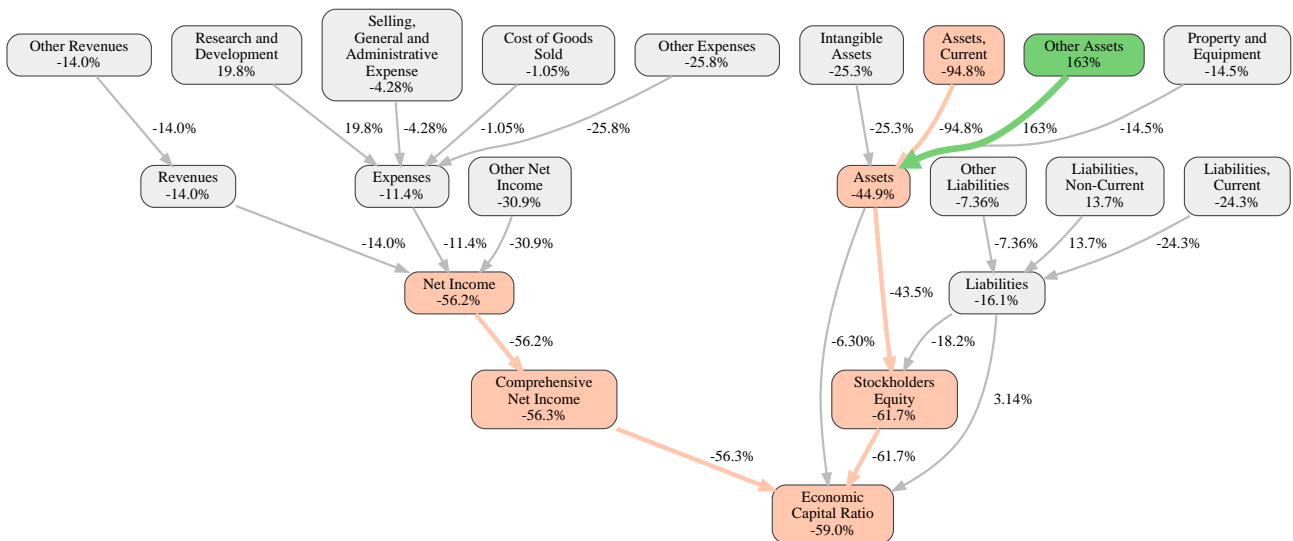 Other Revenues
-14.0%
Research and
Development
19.8%
Selling,
General and
Administrative
Expense
-4.28%
Cost of Goods
Sold
-1.05%
Other Expenses
-25.8%
Intangible
Assets
-25.3%
Assets,
Current
-94.8%
Other Assets
163%
Property and
Equipment
-14.5%
-14.0%
19.8%
-4.28%
-1.05%
-25.8%
-25.3%
-94.8%
163%
-14.5%
Revenues
-14.0%
Expenses
-11.4%
Other Net
Income
-30.9%
Assets
-44.9%
Other
Liabilities
-7.36%
Liabilities,
Non-Current
13.7%
Liabilities,
Current
-24.3%
-14.0%
-11.4%
-30.9%
-7.36%
13.7%
-24.3%
Net Income
-56.2%
-43.5%
Liabilities
-16.1%
-56.2%
-6.30%
-18.2%
Comprehensive
Net Income
-56.3%
Stockholders
Equity
-61.7%
3.14%
-56.3%
-61.7%
Economic
Capital Ratio
-59.0%